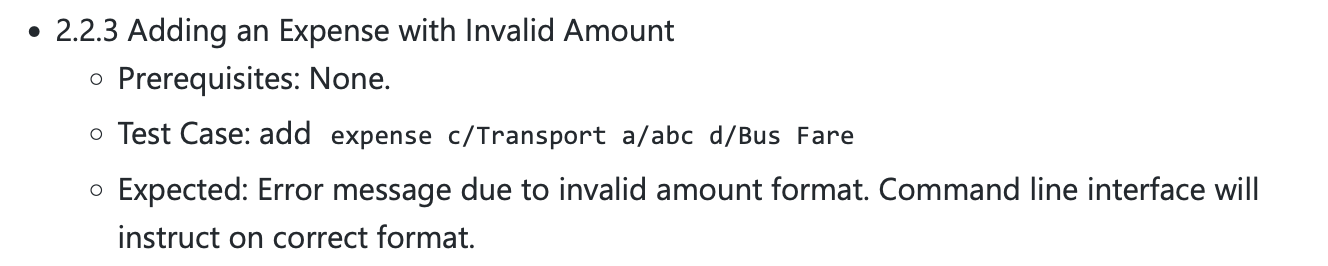 • 2.2.3 Adding an Expense with Invalid Amount
○ Prerequisites: None.
○ Test Case: add expense c/Transport a/abc d/Bus Fare
○ Expected: Error message due to invalid amount format. Command line interface will
instruct on correct format.